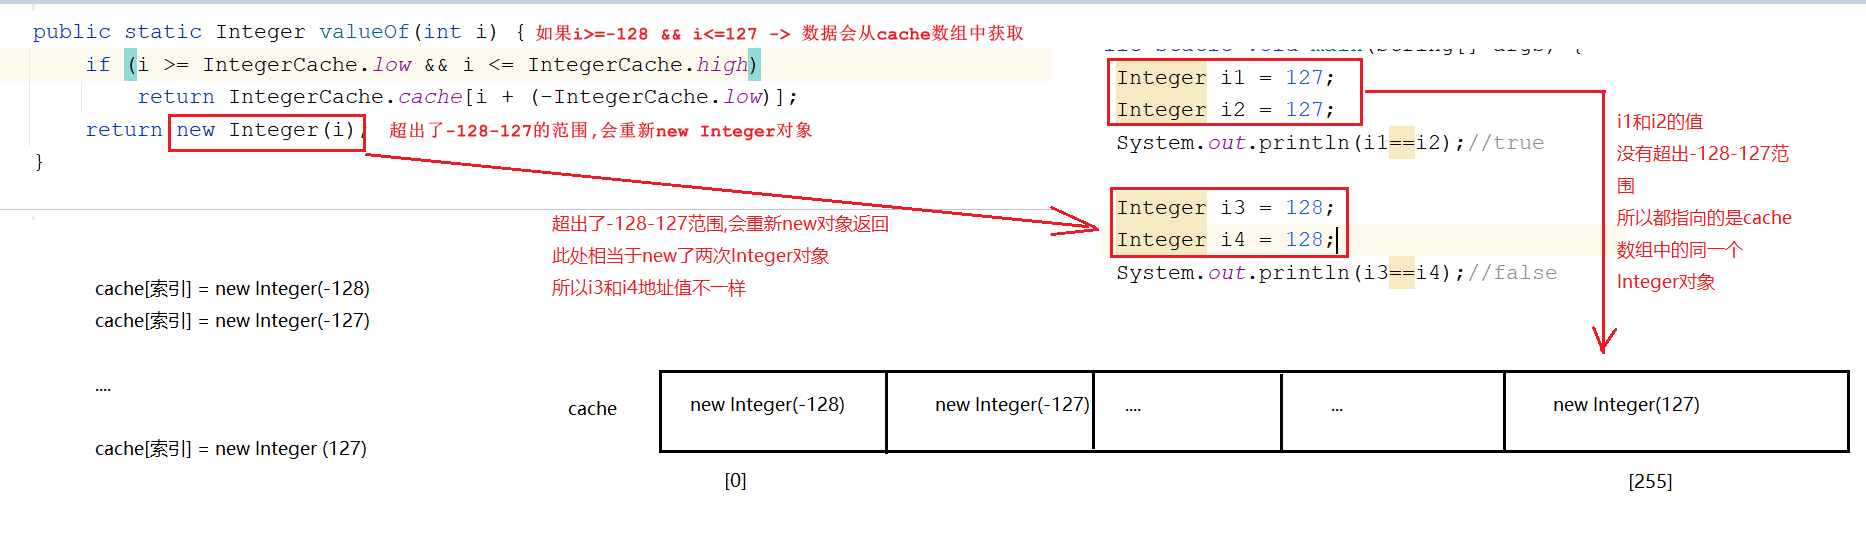 public static Integer valueOf(int i) { 如果i>=-128 && i<=127 -> 数据会从cache数组中获取
if (i >= IntegerCache.low && i <= IntegerCache.high)
return IntegerCache.cache[i + (-IntegerCache.low)];
return new Integer(i); 超出了-128-127的范围,会重新new Integer对象
}
static void main(String[] args) {
Integer i1 = 127;
Integer i2 = 127;
System.out.println(i1==i2);//true
Integer i3 = 128;
Integer i4 = 128;
System.out.println(i3==i4);//false
i1和i2的值
没有超出-128-127范
围
所以都指向的是cache
数组中的同一个
Integer对象
超出了-128-127范围,会重新new对象返回
此处相当于new了两次Integer对象
所以i3和i4地址值不一样
cache[索引] = new Integer(-128)
cache[索引] = new Integer(-127)
....
cache[索引] = new Integer (127)
cache
new Integer(-128)
new Integer(-127)
....
...
new Integer(127)
[0]
[255]